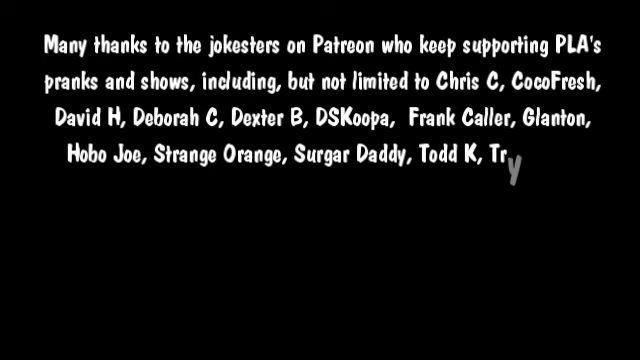 Many thanks to the jokesters on Patreon who keep supporting PLA's
pranks and shows, including, but not limited to Chris C, CocoFresh,
David H, Deborah C, Dexter B, DSKoopa, Frank Caller, Glanton,
Hobo Joe, Strange Orange, Surgar Daddy, Todd K, Try